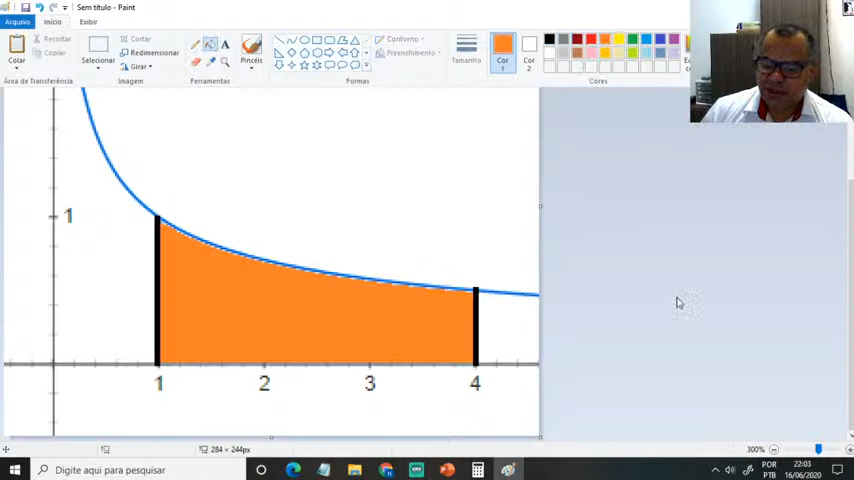 Sem título - Paint
Arquivo Início Exibir
Colar
Recortar
Copiar
Área de Transferência
Selecionar
Cortar
Redimensionar
Girar
Imagem
A
Ferramentas
Pincéis
Contorno
Preenchimento
Formas
Tamanho
Cor
1
Cor
2
Cores
1
1 2 3 4
284 × 244px
300%
Digite aqui para pesquisar
POR
PTB
22:03
16/06/2020